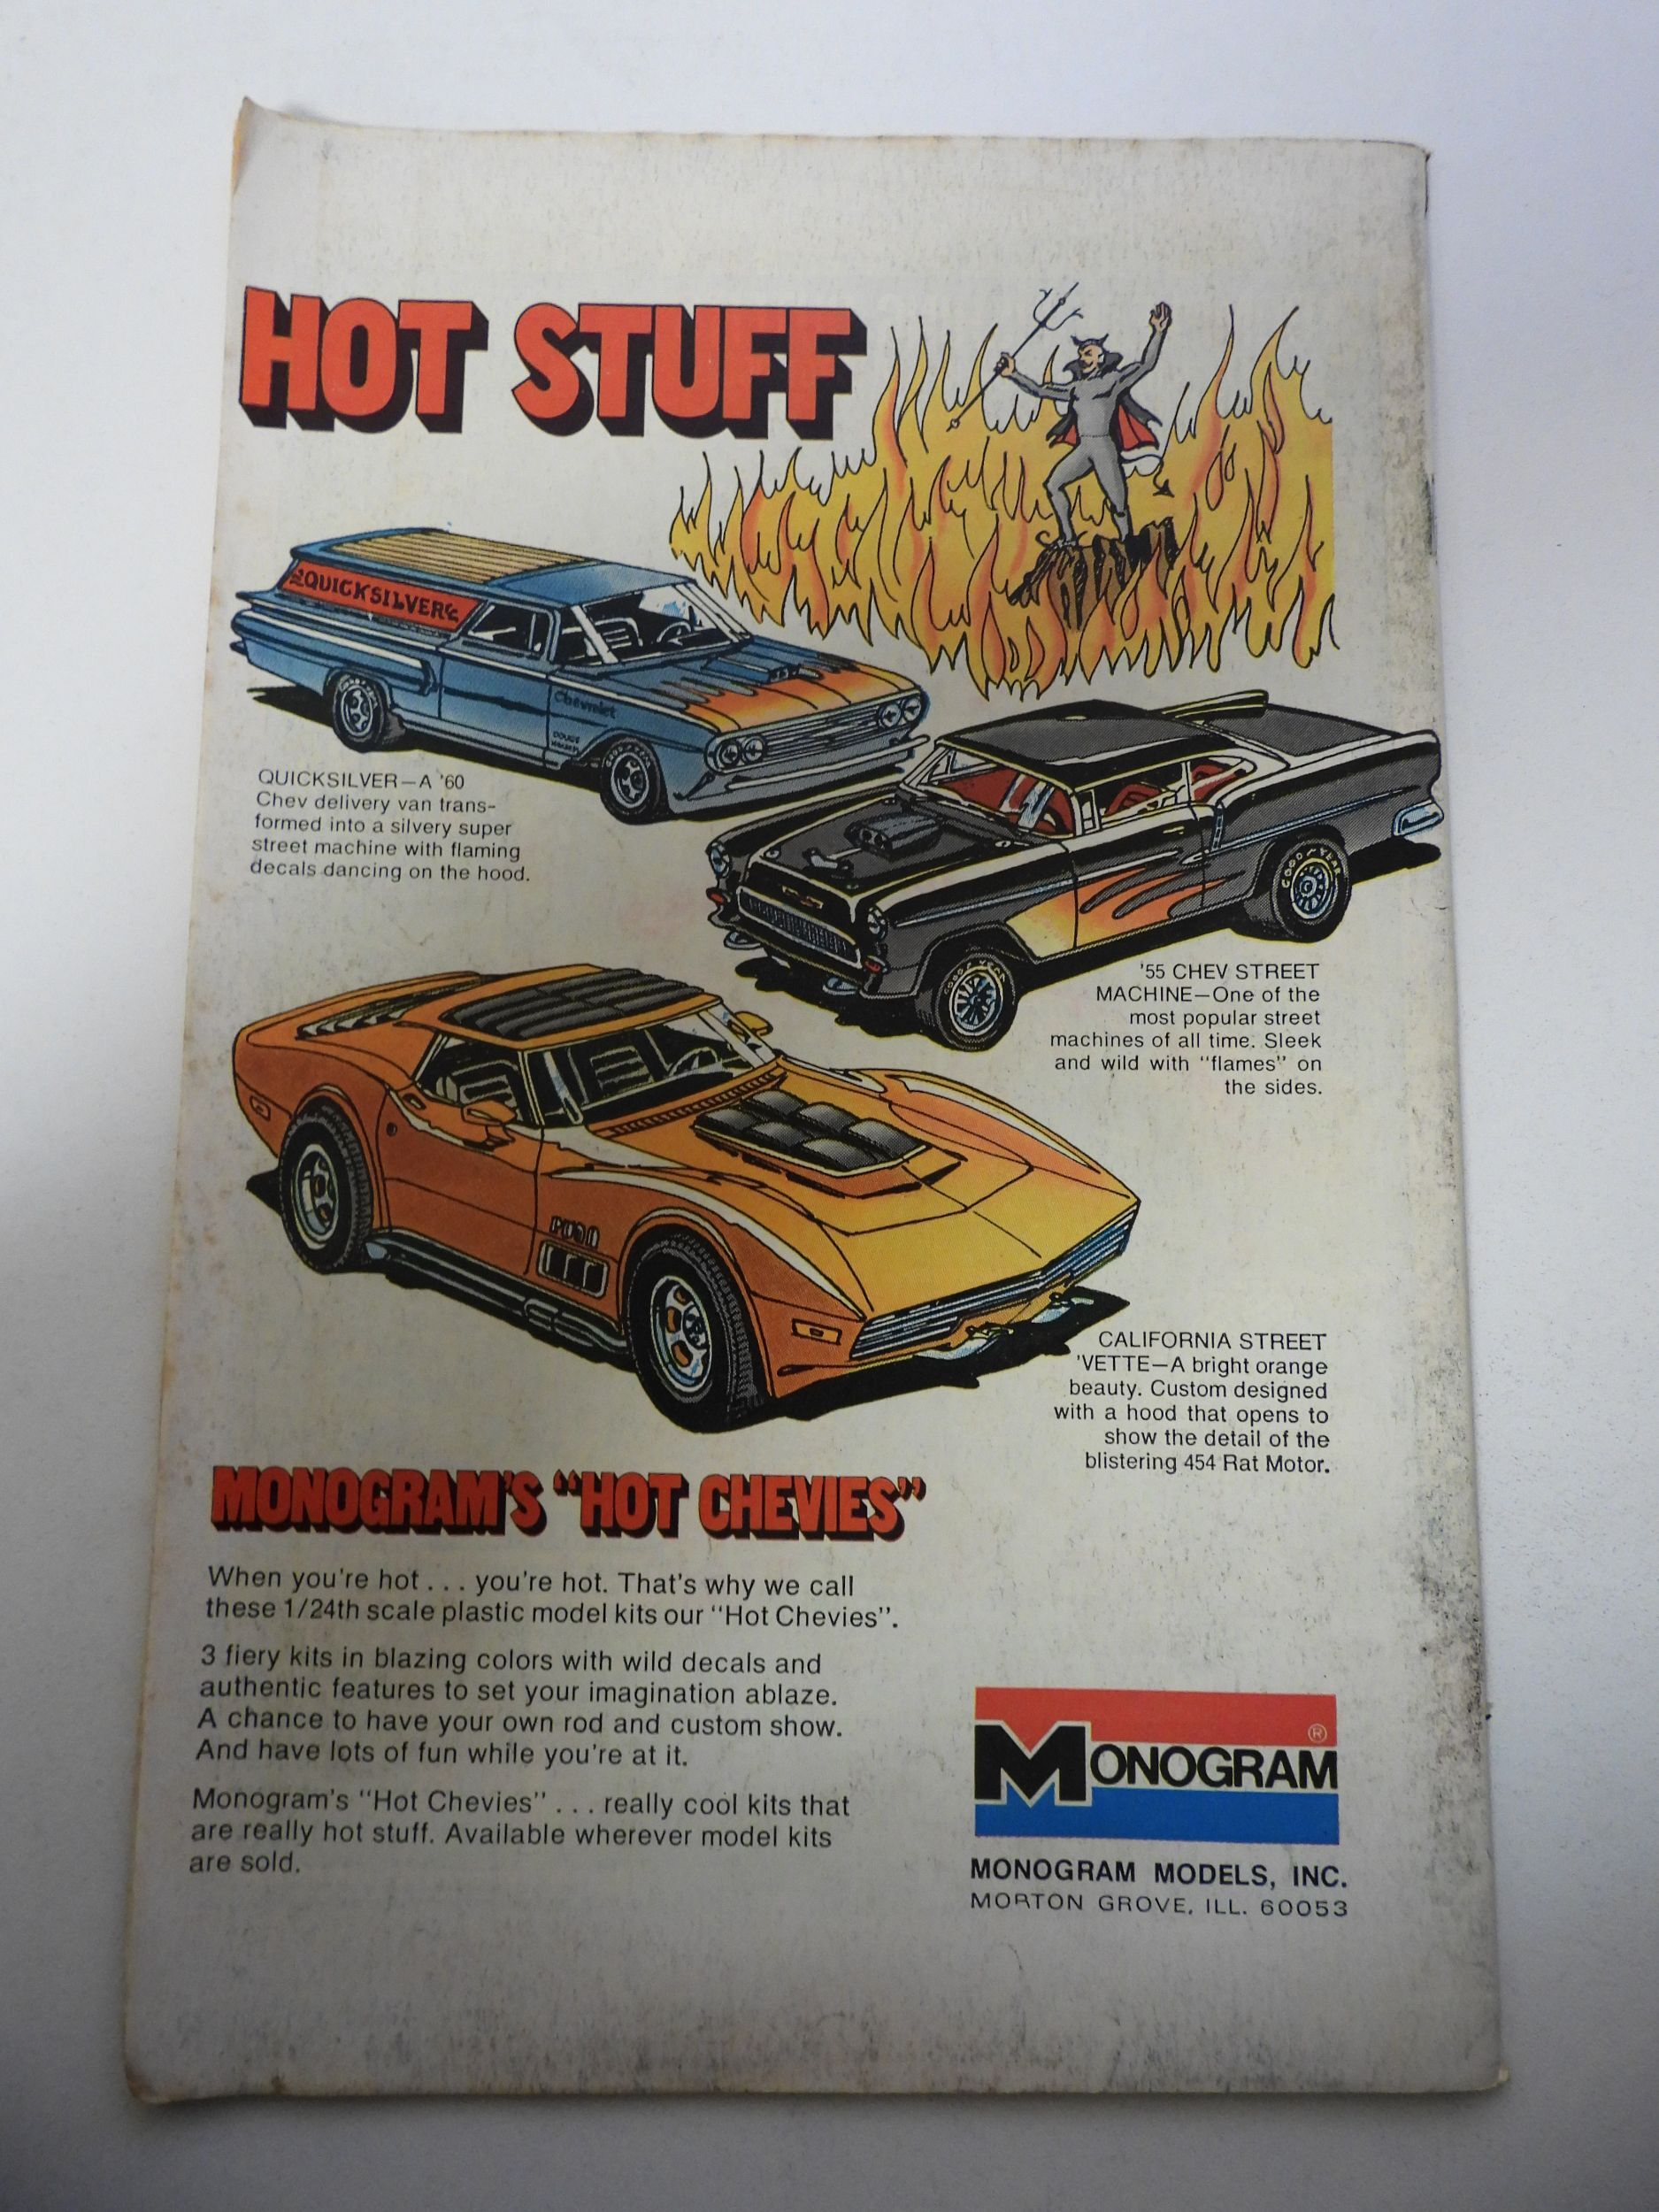 HOT STUFF
QUICKSILVER
Chevrolet
QUICKSILVER—A '60
Chev delivery van trans-
formed into a silvery super
street machine with flaming
decals dancing on the hood.
GOOD YEAR
GOOD YEAR
'55 CHEV STREET
MACHINE—One of the
most popular street
machines of all time. Sleek
and wild with "flames" on
the sides.
CALIFORNIA STREET
'VETTE—A bright orange
beauty. Custom designed
with a hood that opens to
show the detail of the
blistering 454 Rat Motor.
MONOGRAM'S "HOT CHEVIES"
When you're hot . . . you're hot. That's why we call
these 1/24th scale plastic model kits our "Hot Chevies".
3 fiery kits in blazing colors with wild decals and
authentic features to set your imagination ablaze.
A chance to have your own rod and custom show.
And have lots of fun while you're at it.
Monogram's "Hot Chevies" . . . really cool kits that
are really hot stuff. Available wherever model kits
are sold.
MONOGRAM®
MONOGRAM MODELS, INC.
MORTON GROVE, ILL. 60053